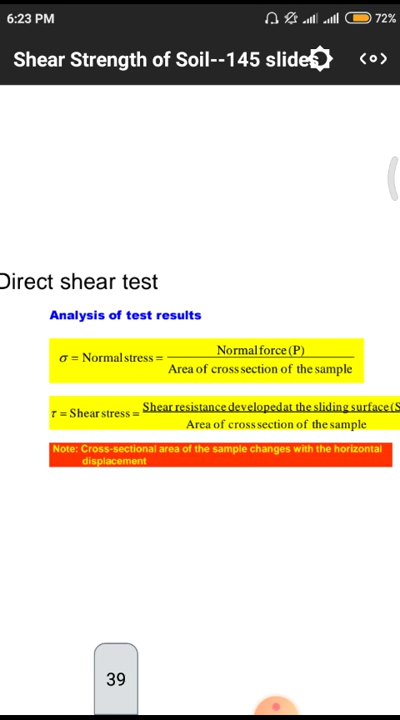 6:23 PM
72%
Shear Strength of Soil--145 slides
Direct shear test
Analysis of test results
σ = Normal stress = Normal force (P)
Area of cross section of the sample
τ = Shear stress = Shear resistance developed at the sliding surface (S
Area of cross section of the sample
Note: Cross-sectional area of the sample changes with the horizontal
displacement
39